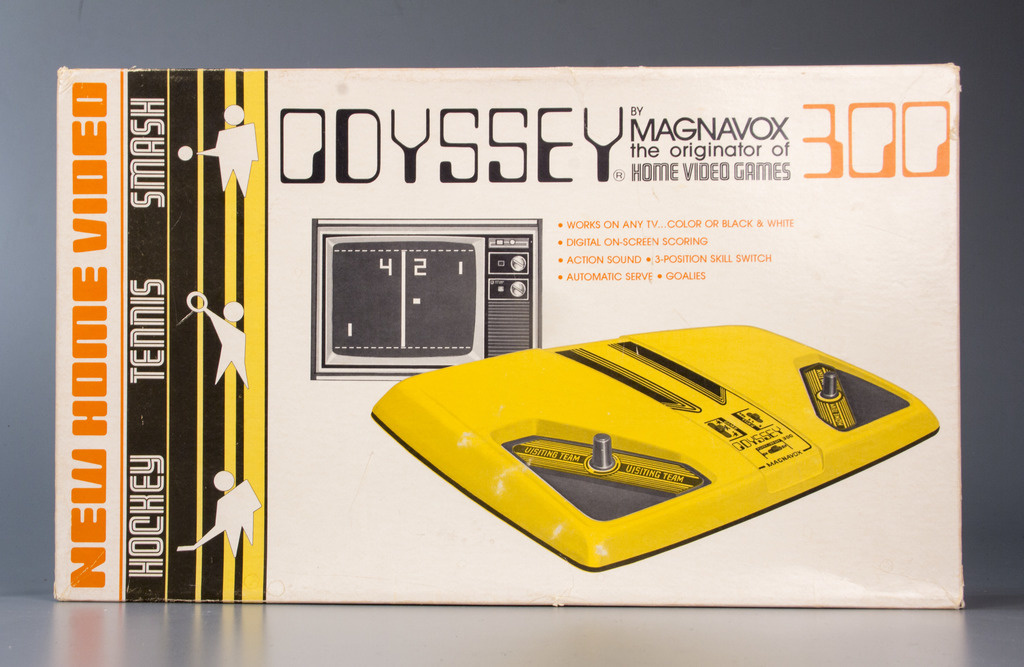 NEW HOME VIDEO
HOCKEY TENNIS SMASH
ODYSSEY®
BY
MAGNAVOX
the originator of
HOME VIDEO GAMES
300
• WORKS ON ANY TV...COLOR OR BLACK & WHITE
• DIGITAL ON-SCREEN SCORING
• ACTION SOUND • 3-POSITION SKILL SWITCH
• AUTOMATIC SERVE • GOALIES
4 2
VISITING TEAM VISITING TEAM
ODYSSEY
300
MAGNAVOX